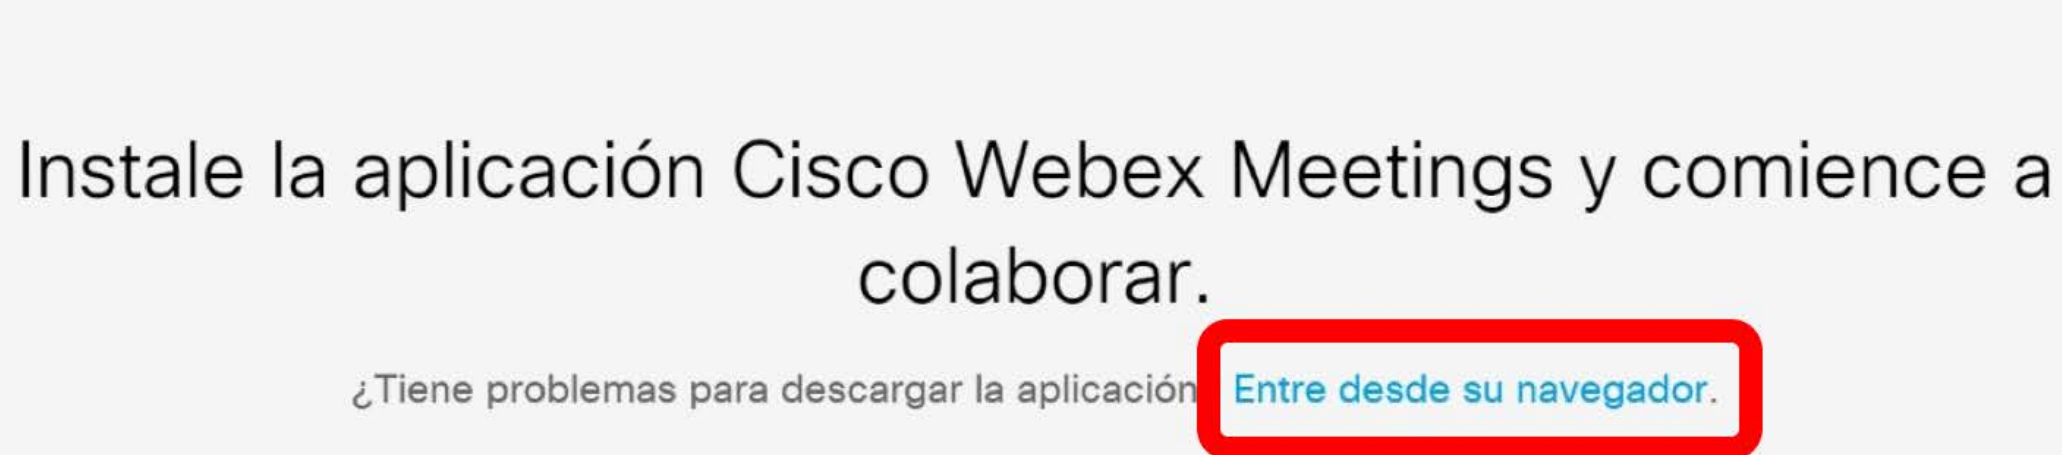 Instale la aplicación Cisco Webex Meetings y comience a
colaborar.
¿Tiene problemas para descargar la aplicación Entre desde su navegador.